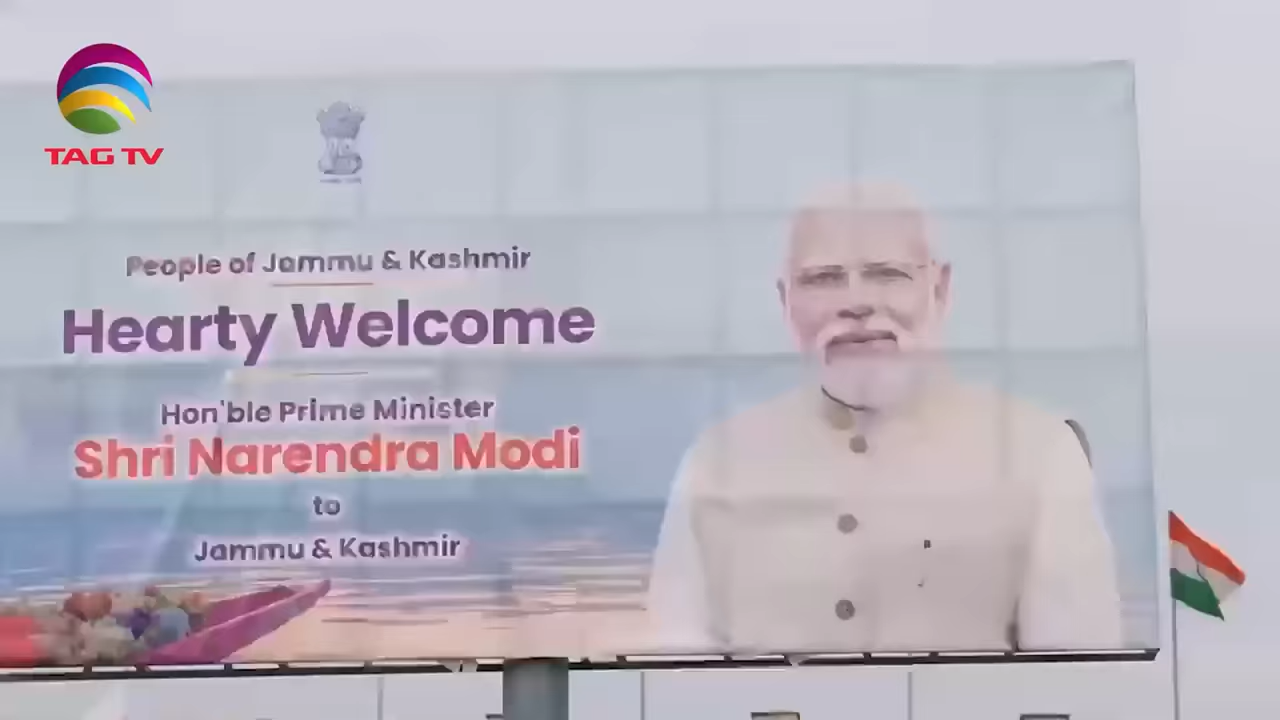 TAG TV
People of Jammu & Kashmir
Hearty Welcome
Hon'ble Prime Minister
Shri Narendra Modi
to
Jammu & Kashmir